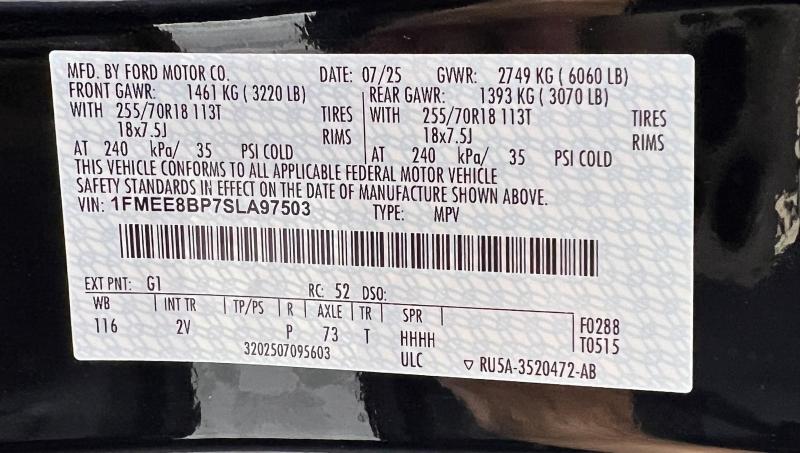 MFD. BY FORD MOTOR CO. DATE: 07/25 GVWR: 2749 KG ( 6060 LB)
FRONT GAWR: 1461 KG ( 3220 LB) REAR GAWR: 1393 KG ( 3070 LB)
WITH 255/70R18 113T TIRES WITH 255/70R18 113T TIRES
18x7.5J RIMS 18x7.5J RIMS
AT 240 kPa/ 35 PSI COLD AT 240 kPa/ 35 PSI COLD
THIS VEHICLE CONFORMS TO ALL APPLICABLE FEDERAL MOTOR VEHICLE
SAFETY STANDARDS IN EFFECT ON THE DATE OF MANUFACTURE SHOWN ABOVE.
VIN: 1FMEE8BP7SLA97503 TYPE: MPV
EXT PNT: G1 RC: 52 DSO:
WB INT TR TP/PS R AXLE TR SPR
116 2V P 73 T HHHH F0288
3202507095603 ULC T0515
▽ RU5A-3520472-AB